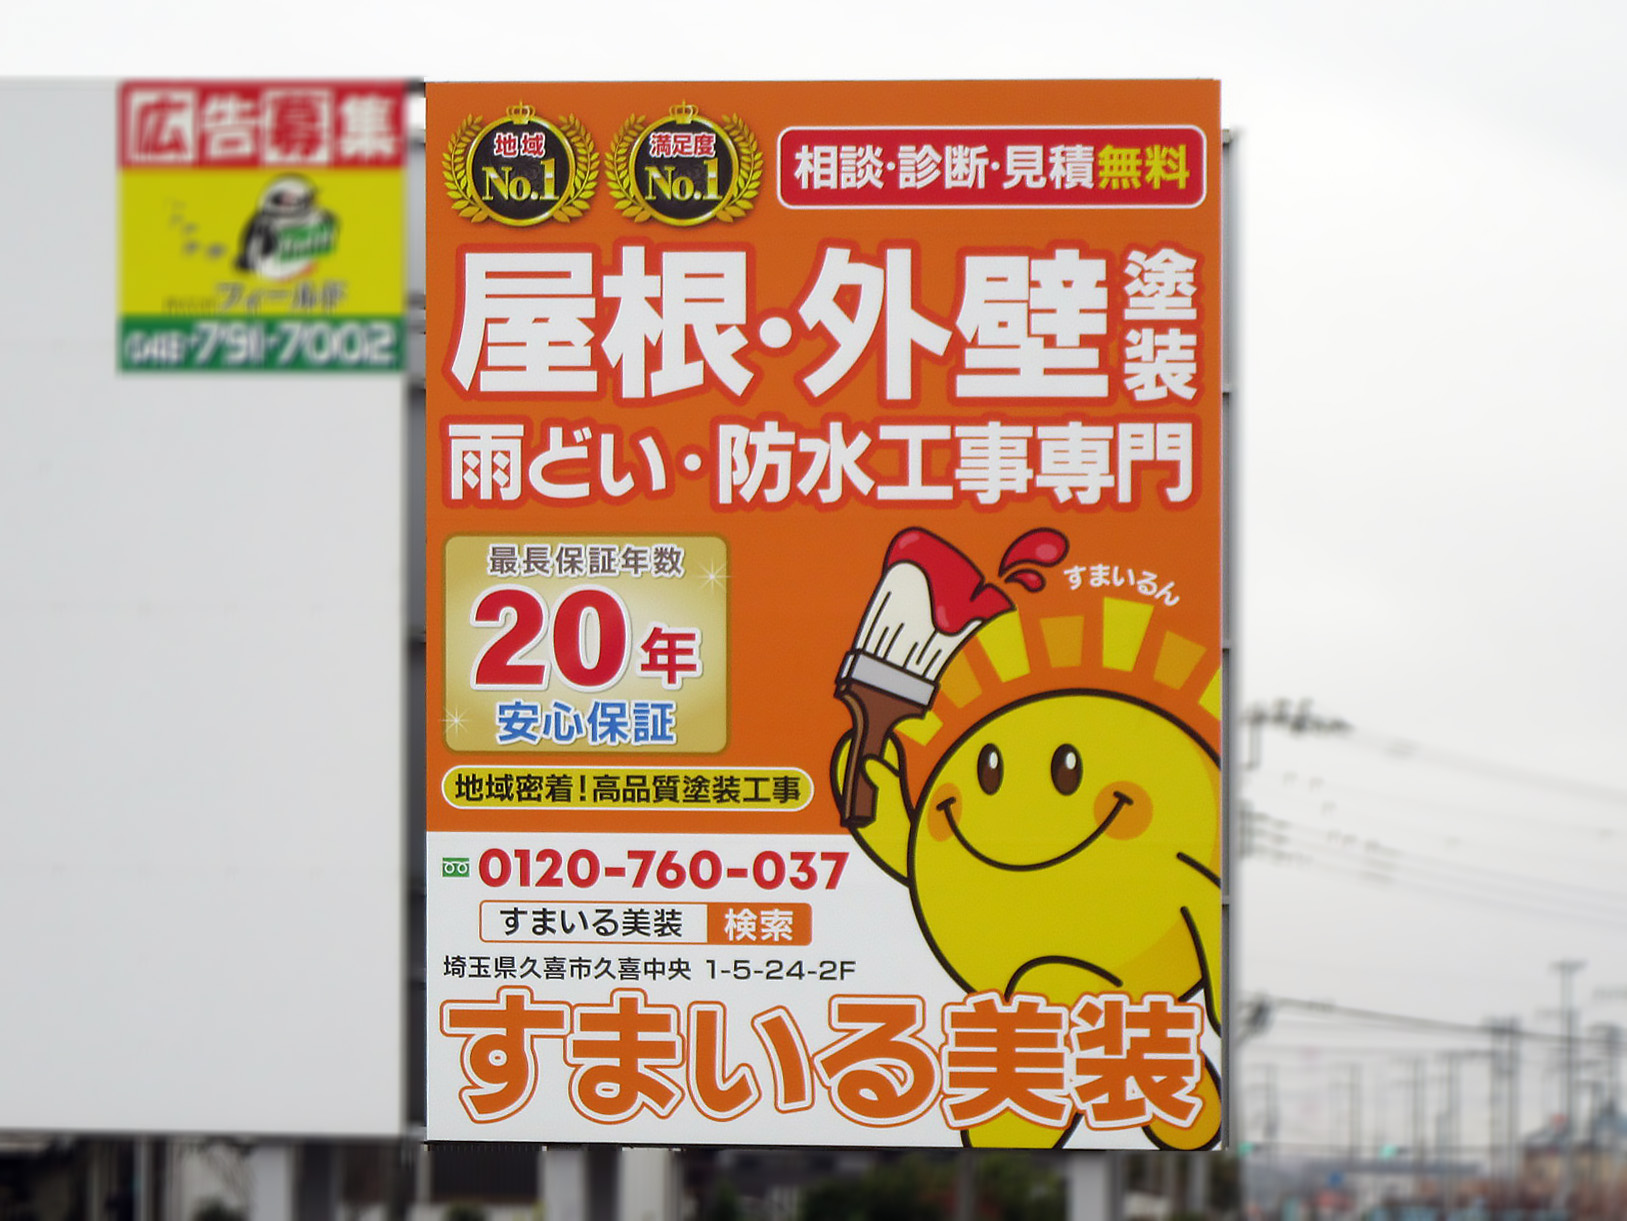 広告募集
フィールド
048-791-7002
地域
No.1
満足度
No.1
相談・診断・見積無料
屋根・外壁塗装
雨どい・防水工事専門
最長保証年数
20年
安心保証
すまいるん
地域密着!高品質塗装工事
0120-760-037
すまいる美装 検索
埼玉県久喜市久喜中央 1-5-24-2F
すまいる美装